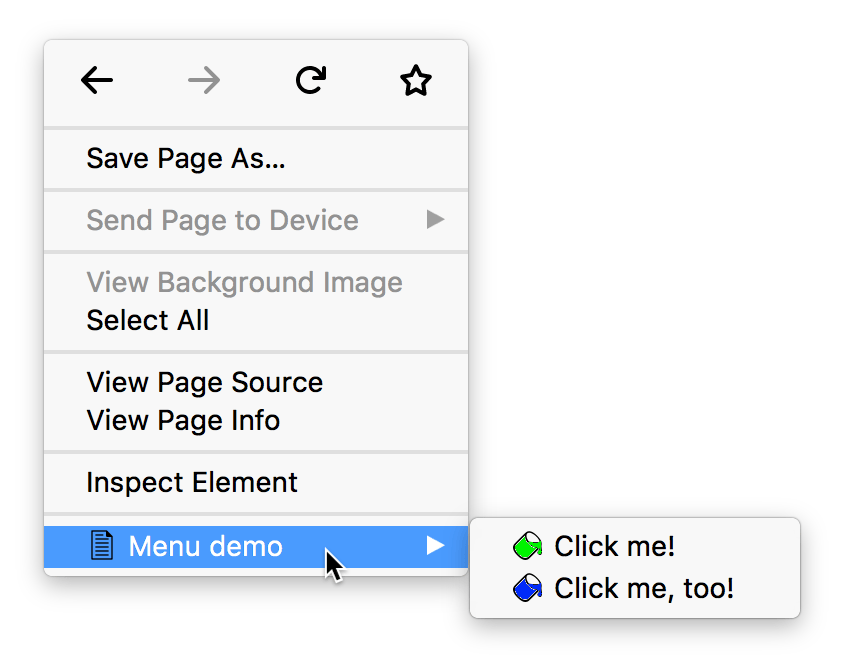 Save Page As...
Send Page to Device
View Background Image
Select All
View Page Source
View Page Info
Inspect Element
Menu demo
Click me!
Click me, too!